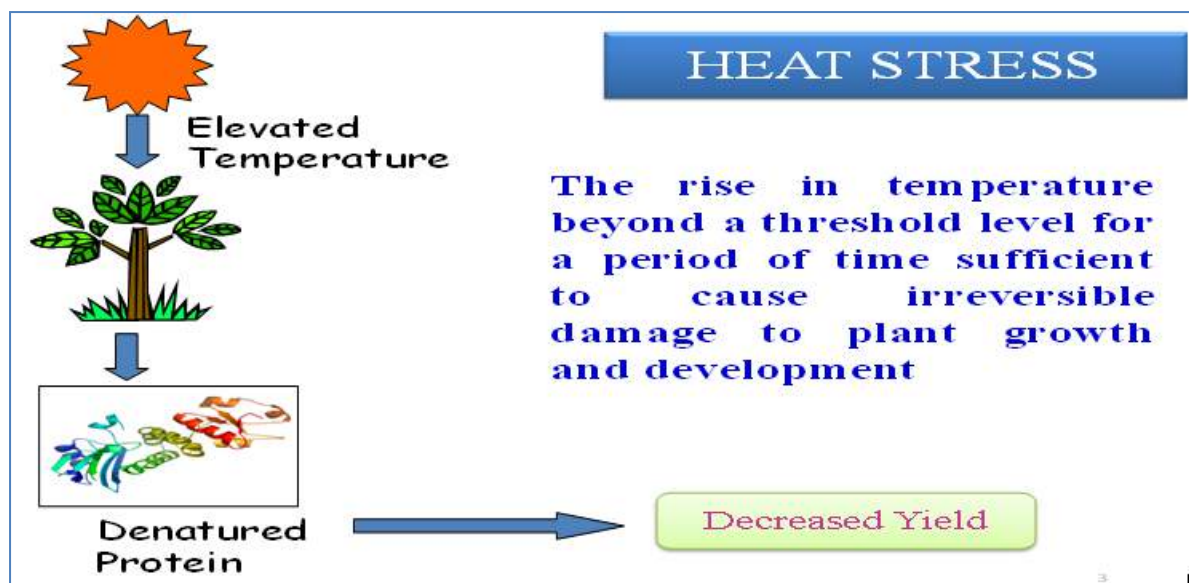 HEAT STRESS
Elevated
Temperature
The rise in temperature
beyond a threshold level for
a period of time sufficient
to cause irreversible
damage to plant growth
and development
Denatured
Protein
Decreased Yield
3